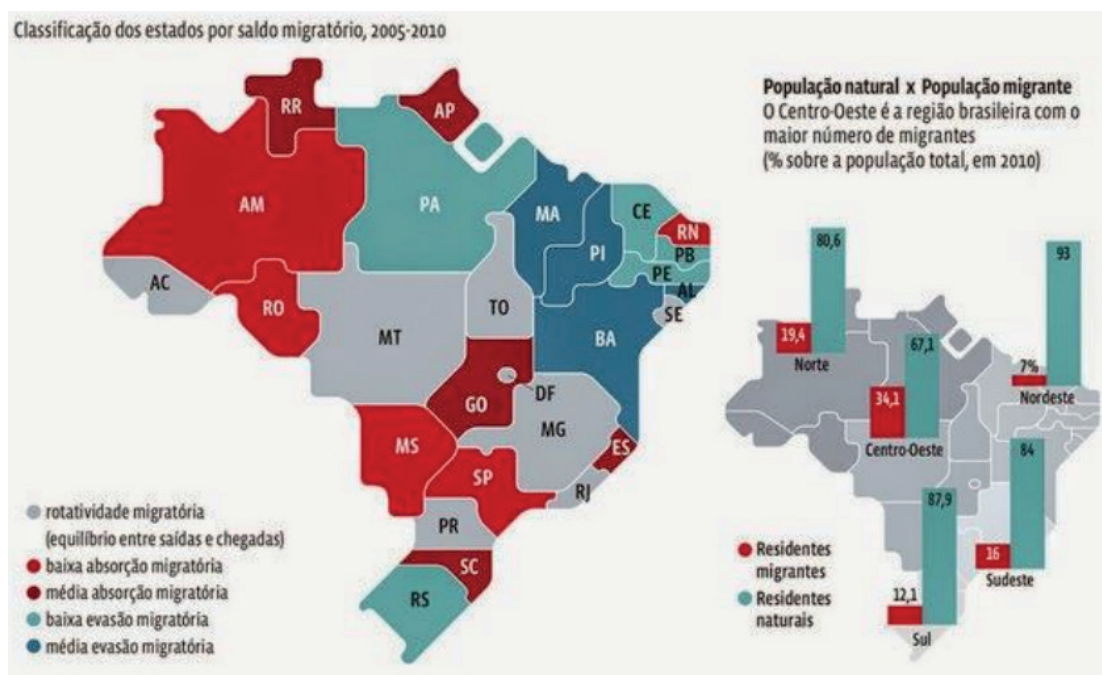 Classificação dos estados por saldo migratório, 2005-2010
População natural x População migrante
O Centro-Oeste é a região brasileira com o
maior número de migrantes
(% sobre a população total, em 2010)
RR
AP
AM
PA
MA
CE
RN
PB
PI
PE
AL
SE
AC
RO
TO
MT
BA
DF
GO
MG
MS
ES
SP
RJ
PR
SC
RS
rotatividade migratória
(equilíbrio entre saídas e chegadas)
baixa absorção migratória
média absorção migratória
baixa evasão migratória
média evasão migratória
80,6
19,4
Norte
93
7%
Nordeste
67,1
34,1
Centro-Oeste
84
16
Sudeste
87,9
12,1
Sul
Residentes
migrantes
Residentes
naturais